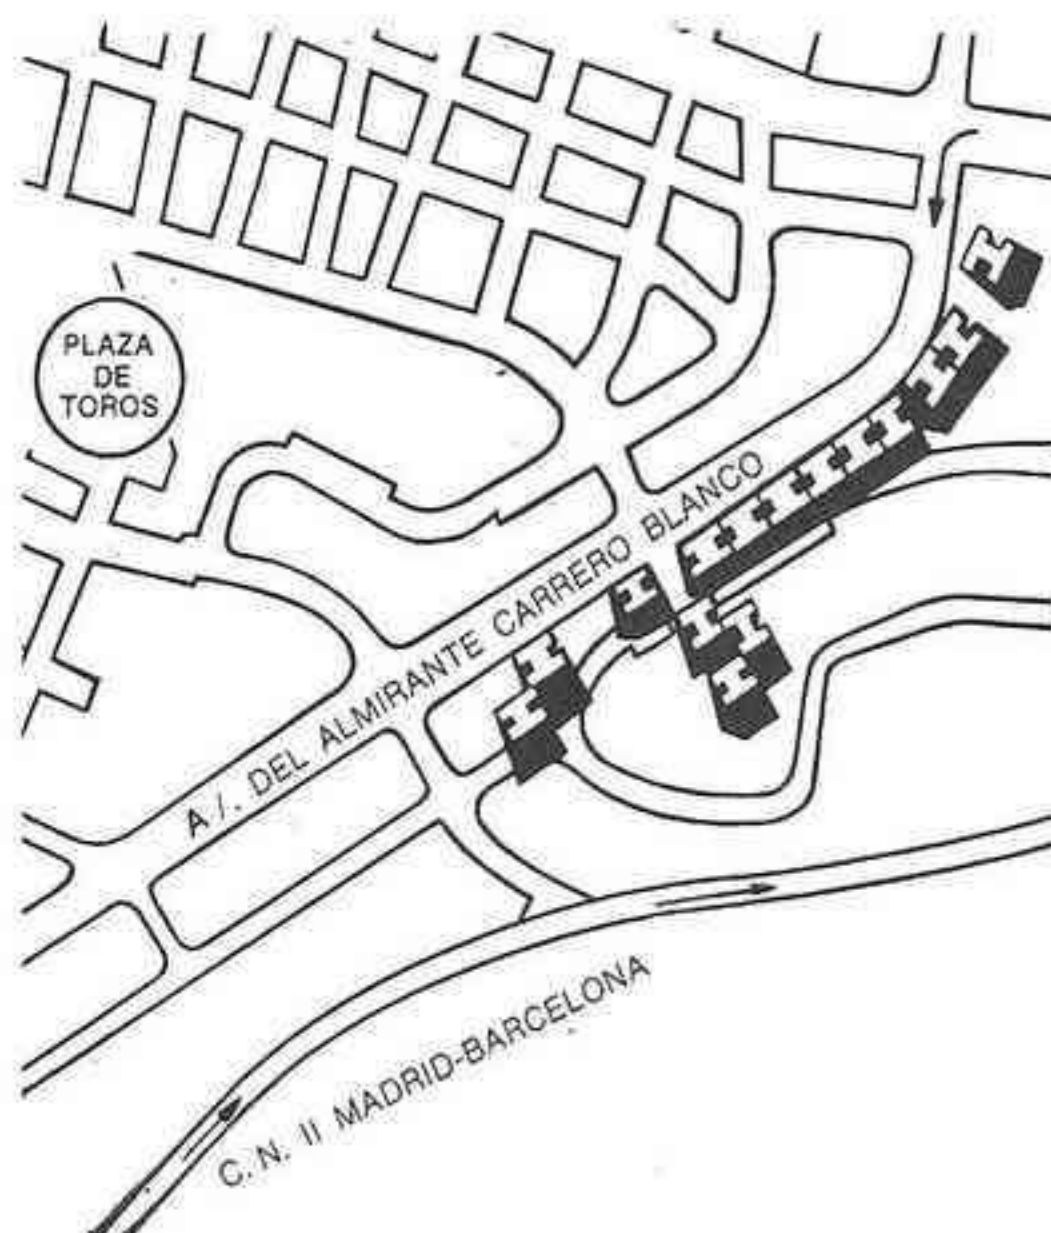 PLAZA
DE
TOROS
A/. DEL ALMIRANTE CARRERO BLANCO
C. N. II MADRID-BARCELONA